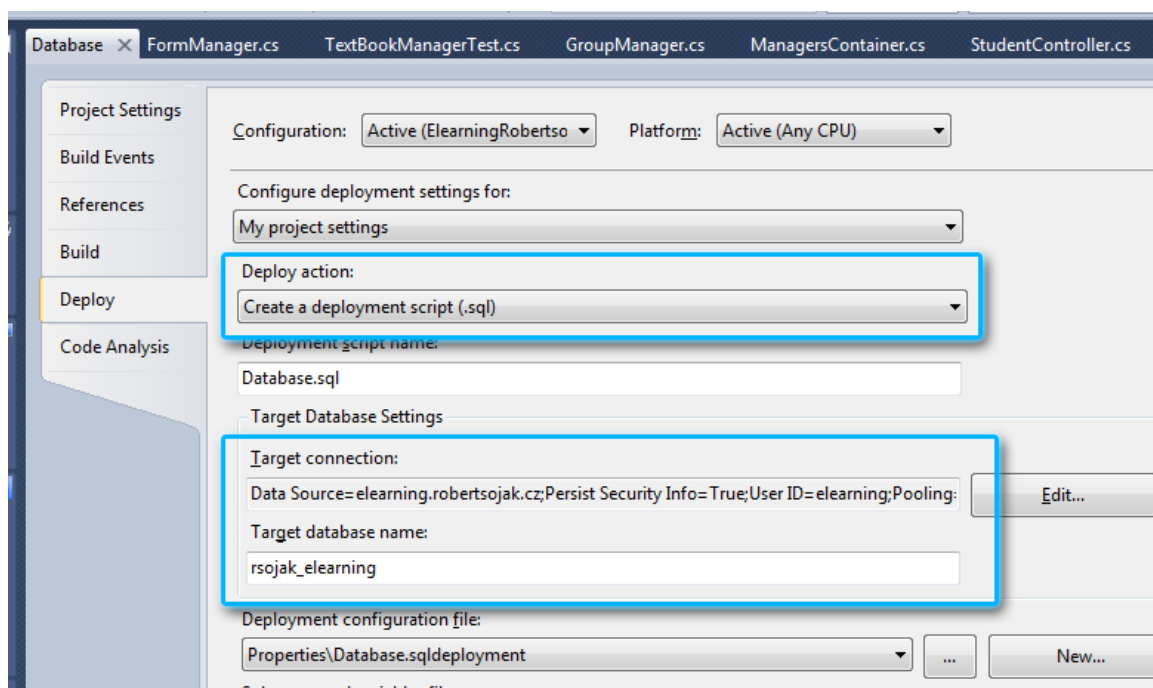 Database FormManager.cs TextBookManagerTest.cs GroupManager.cs ManagersContainer.cs StudentController.cs
Project Settings
Build Events
References
Build
Deploy
Code Analysis
Configuration: Active (ElearningRobertso Platform: Active (Any CPU)
Configure deployment settings for:
My project settings
Deploy action:
Create a deployment script (.sql)
Deployment script name:
Database.sql
Target Database Settings
Target connection:
Data Source=elearning.robertsojak.cz;Persist Security Info=True;User ID=elearning;Pooling= Edit...
Target database name:
rsojak_elearning
Deployment configuration file:
Properties\Database.sqldeployment ... New...